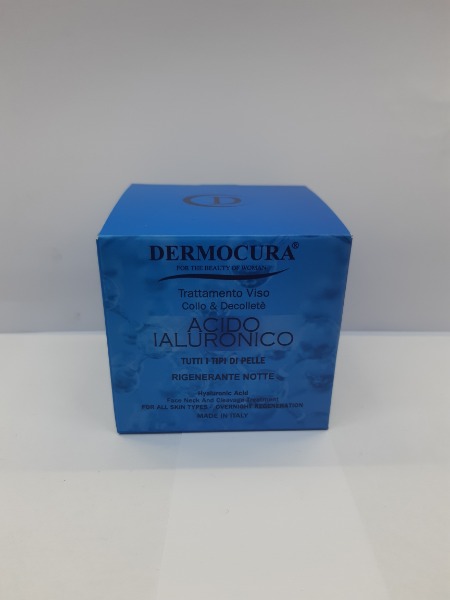 D
DERMOCURA®
FOR THE BEAUTY OF WOMAN
Trattamento Viso
Collo & Decolletè
ACIDO
IALURONICO
TUTTI I TIPI DI PELLE
RIGENERANTE NOTTE
Hyaluronic Acid
Face Neck And Cleavage Treatment
FOR ALL SKIN TYPES / OVERNIGHT REGENERATION
MADE IN ITALY